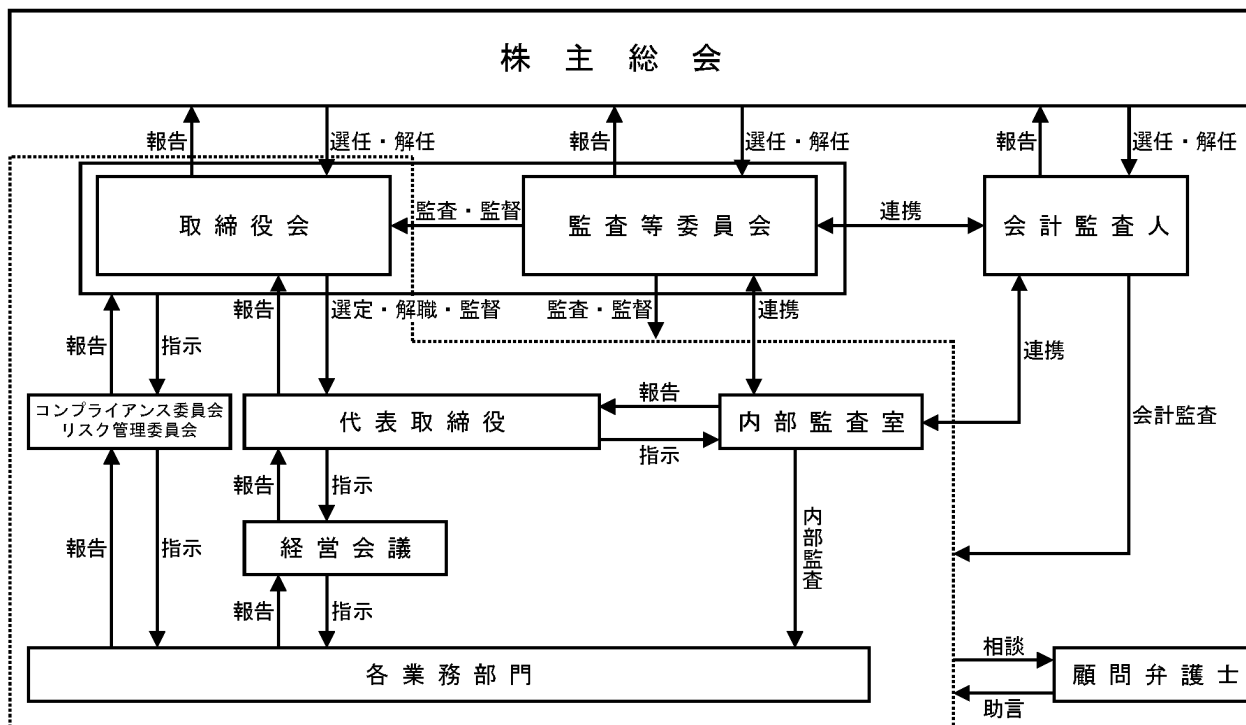 株主総会
報告
選任・解任
報告
選任・解任
報告
選任・解任
取締役会
監査・監督
監査等委員会
連携
会計監査人
報告
指示
報告
選定・解職・監督
監査・監督
連携
連携
コンプライアンス委員会
リスク管理委員会
代表取締役
報告
指示
内部監査室
会計監査
報告
指示
報告
指示
経営会議
内部監査
報告
指示
各業務部門
相談
助言
顧問弁護士